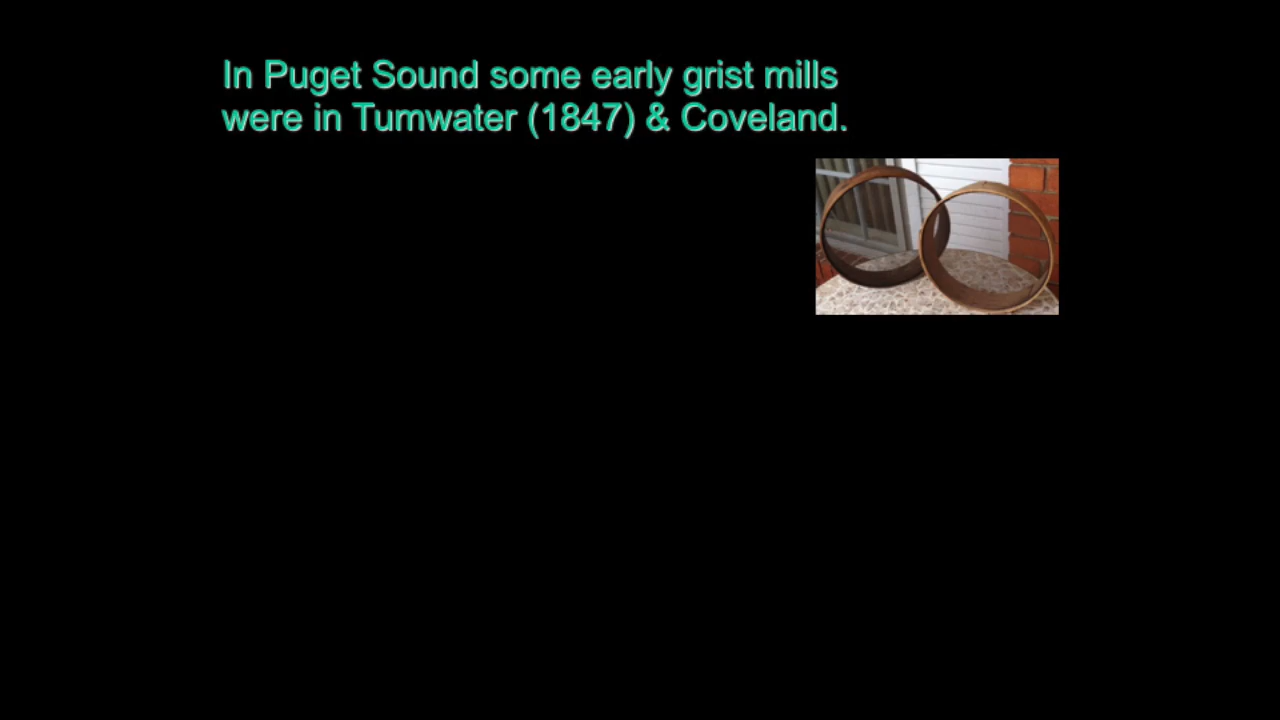 In Puget Sound some early grist mills
were in Tumwater (1847) & Coveland.